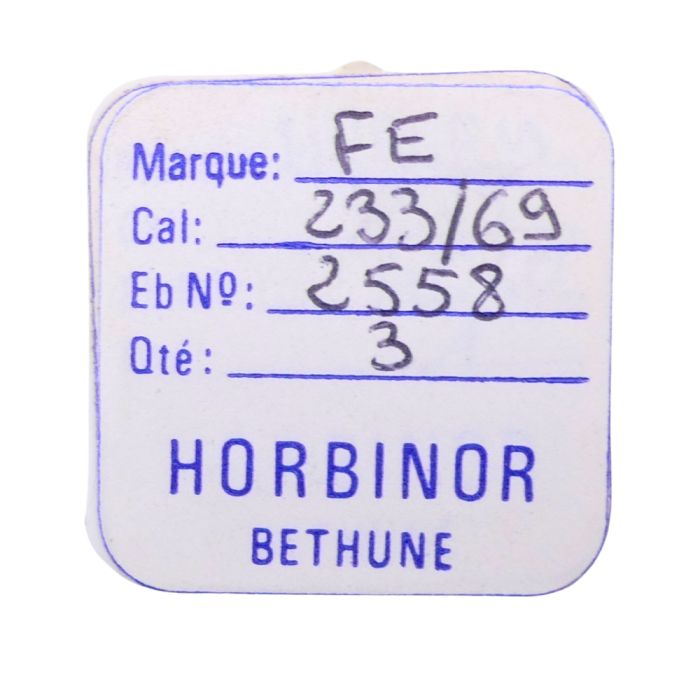 Marque: FE
Cal: 233/69
Eb Nº: 2558
Qté: 3
HORBINOR
BETHUNE